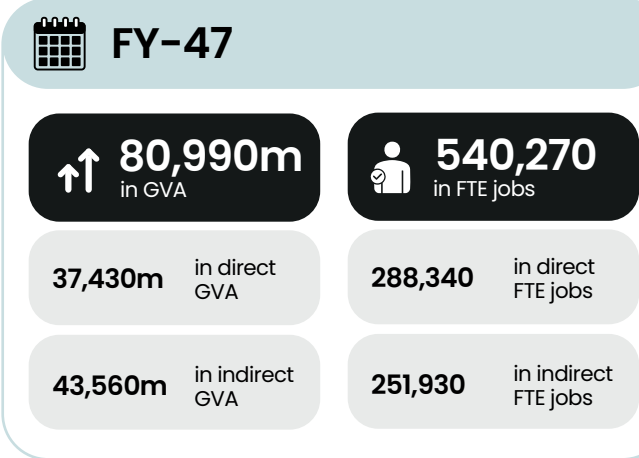 FY-47
80,990m
in GVA
540,270
in FTE jobs
37,430m
in direct
GVA
288,340
in direct
FTE jobs
43,560m
in indirect
GVA
251,930
in indirect
FTE jobs